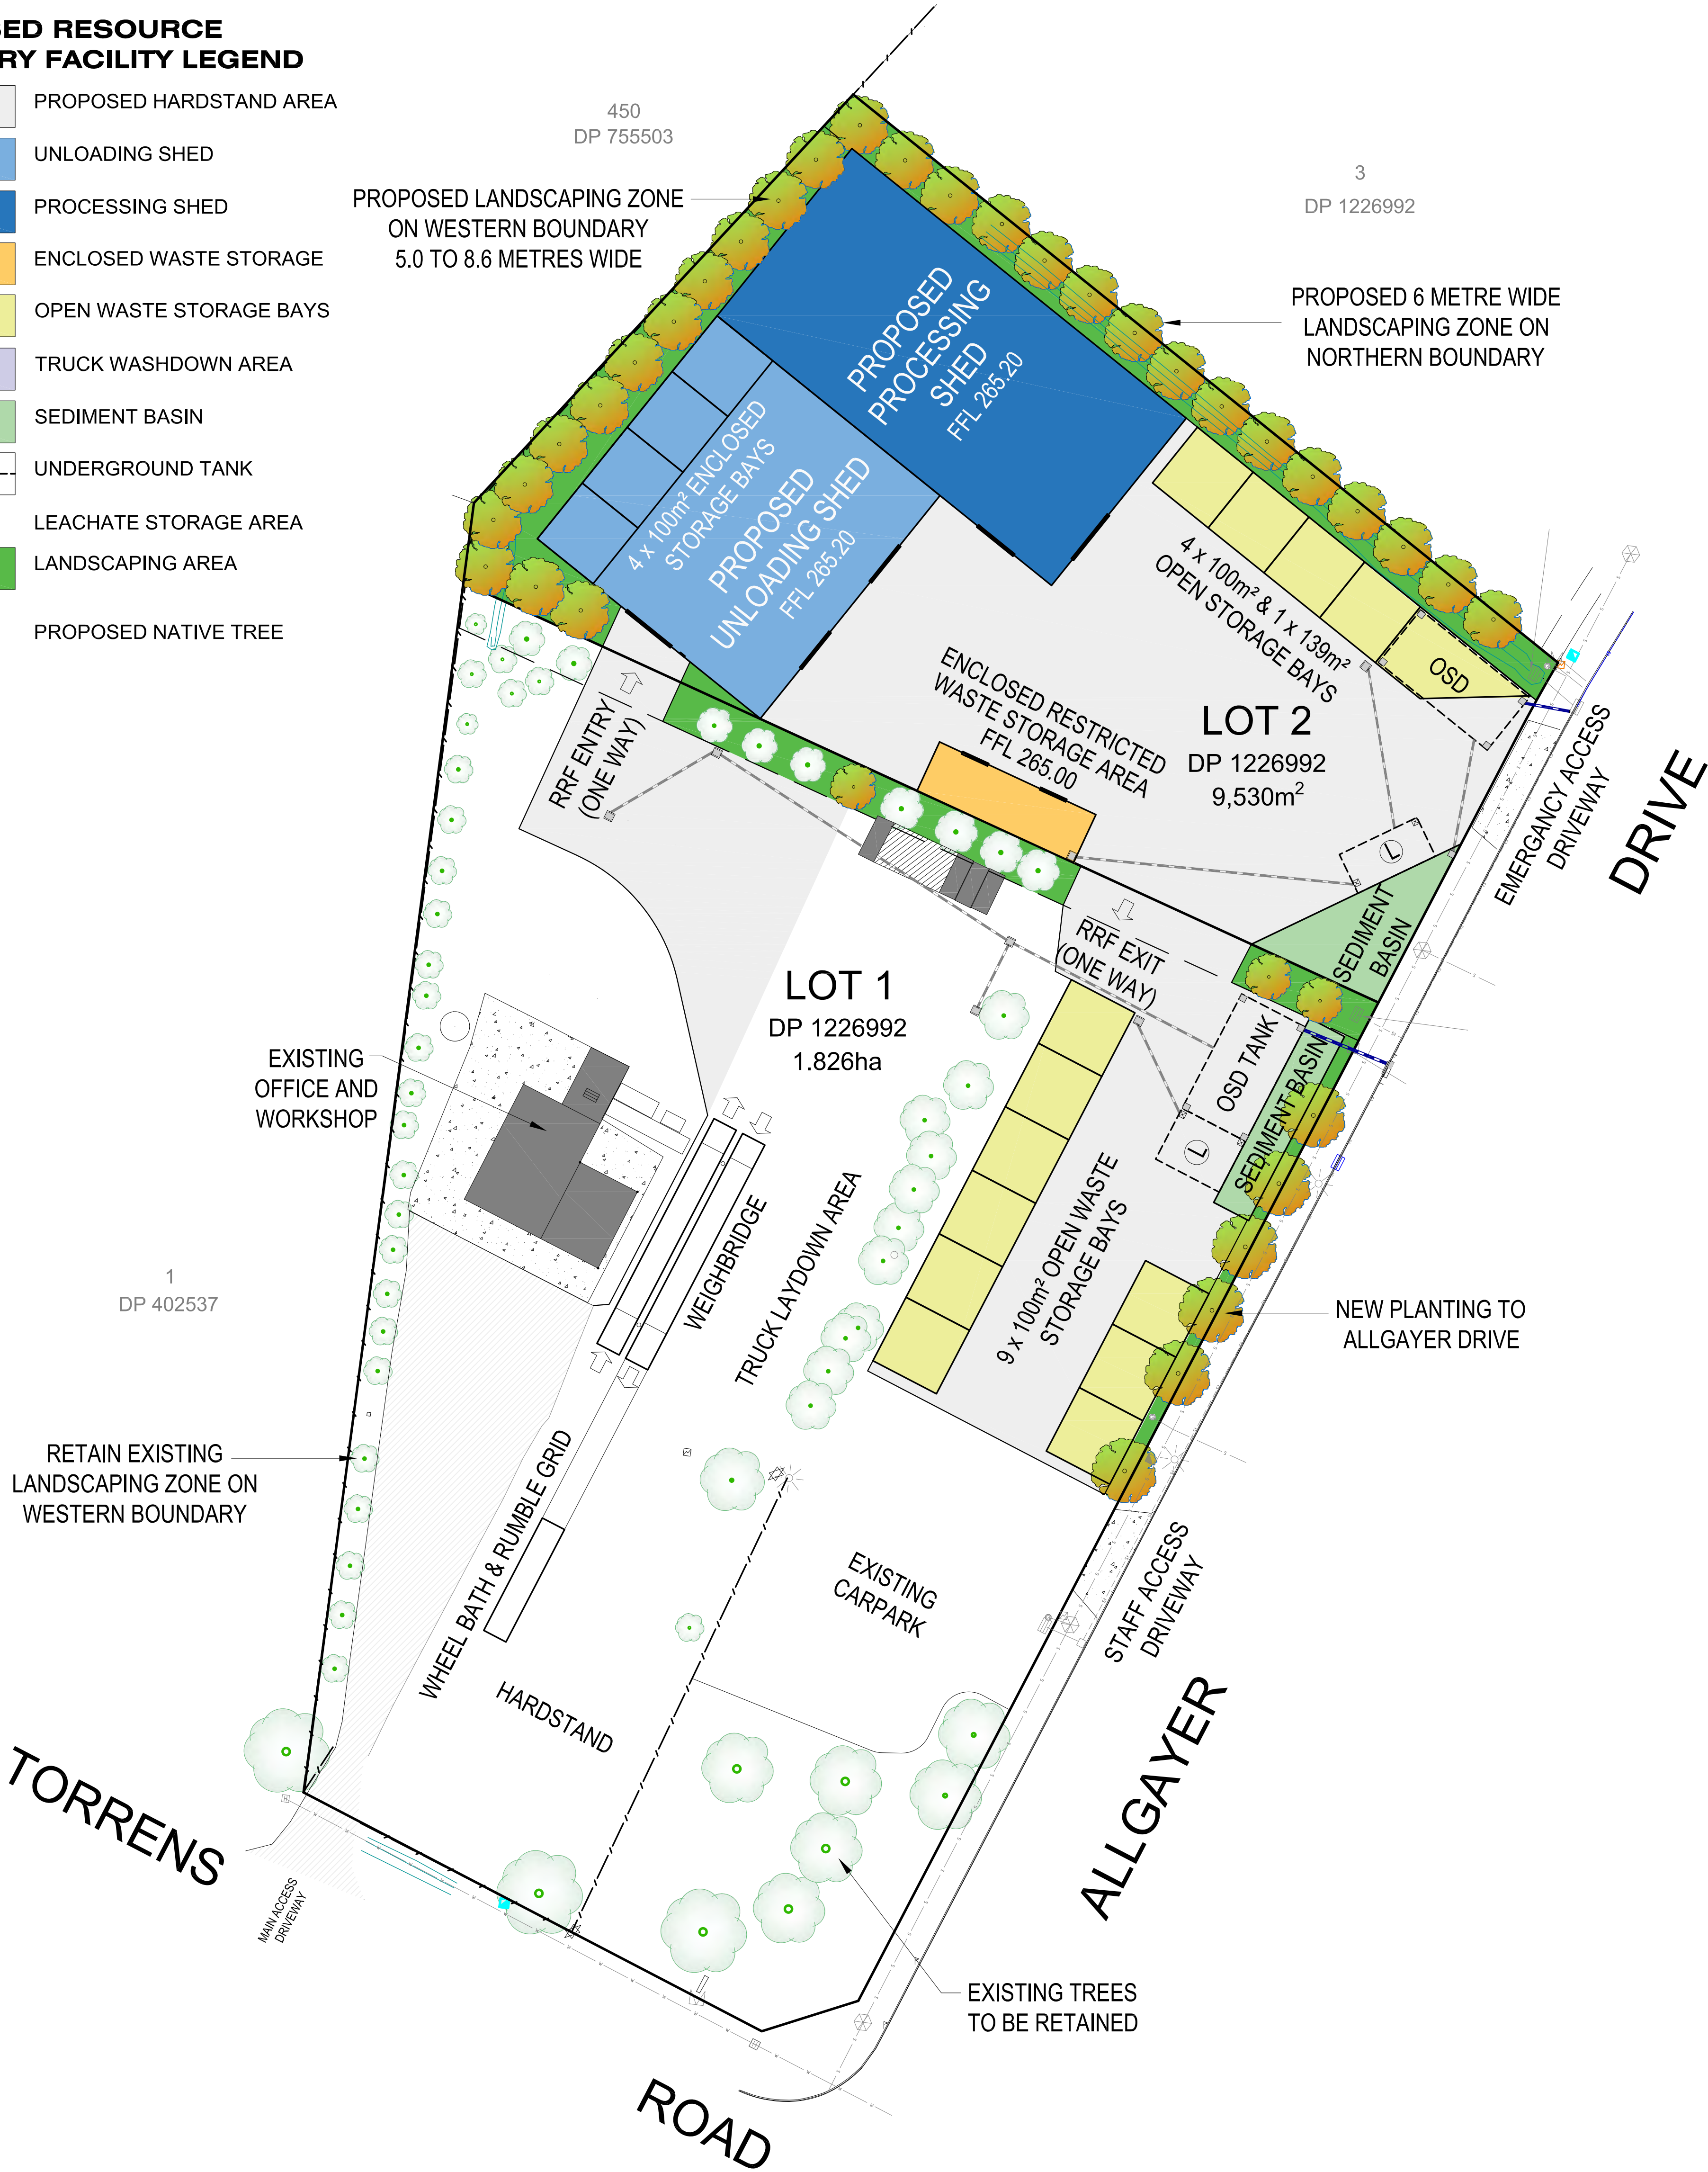 SED RESOURCE
RY FACILITY LEGEND
PROPOSED HARDSTAND AREA
UNLOADING SHED
PROCESSING SHED
ENCLOSED WASTE STORAGE
OPEN WASTE STORAGE BAYS
TRUCK WASHDOWN AREA
SEDIMENT BASIN
UNDERGROUND TANK
LEACHATE STORAGE AREA
LANDSCAPING AREA
PROPOSED NATIVE TREE
450
DP 755503
3
DP 1226992
PROPOSED LANDSCAPING ZONE
ON WESTERN BOUNDARY
5.0 TO 8.6 METRES WIDE
PROPOSED 6 METRE WIDE
LANDSCAPING ZONE ON
NORTHERN BOUNDARY
PROPOSED
PROCESSING
SHED
FFL 265.20
4 x 100m² ENCLOSED
STORAGE BAYS
PROPOSED
UNLOADING SHED
FFL 265.20
4 x 100m² & 1 x 139m²
OPEN STORAGE BAYS
OSD
ENCLOSED RESTRICTED
WASTE STORAGE AREA
FFL 265.00
LOT 2
DP 1226992
9,530m²
RRF ENTRY
(ONE WAY)
EMERGANCY ACCESS
DRIVEWAY
DRIVE
L
SEDIMENT
BASIN
RRF EXIT
(ONE WAY)
LOT 1
DP 1226992
1.826ha
OSD TANK
SEDIMENT BASIN
L
EXISTING
OFFICE AND
WORKSHOP
WEIGHBRIDGE
TRUCK LAYDOWN AREA
9 x 100m² OPEN WASTE
STORAGE BAYS
1
DP 402537
NEW PLANTING TO
ALLGAYER DRIVE
RETAIN EXISTING
LANDSCAPING ZONE ON
WESTERN BOUNDARY
WHEEL BATH & RUMBLE GRID
EXISTING
CARPARK
STAFF ACCESS
DRIVEWAY
HARDSTAND
ALLGAYER
TORRENS
MAIN ACCESS
DRIVEWAY
EXISTING TREES
TO BE RETAINED
ROAD